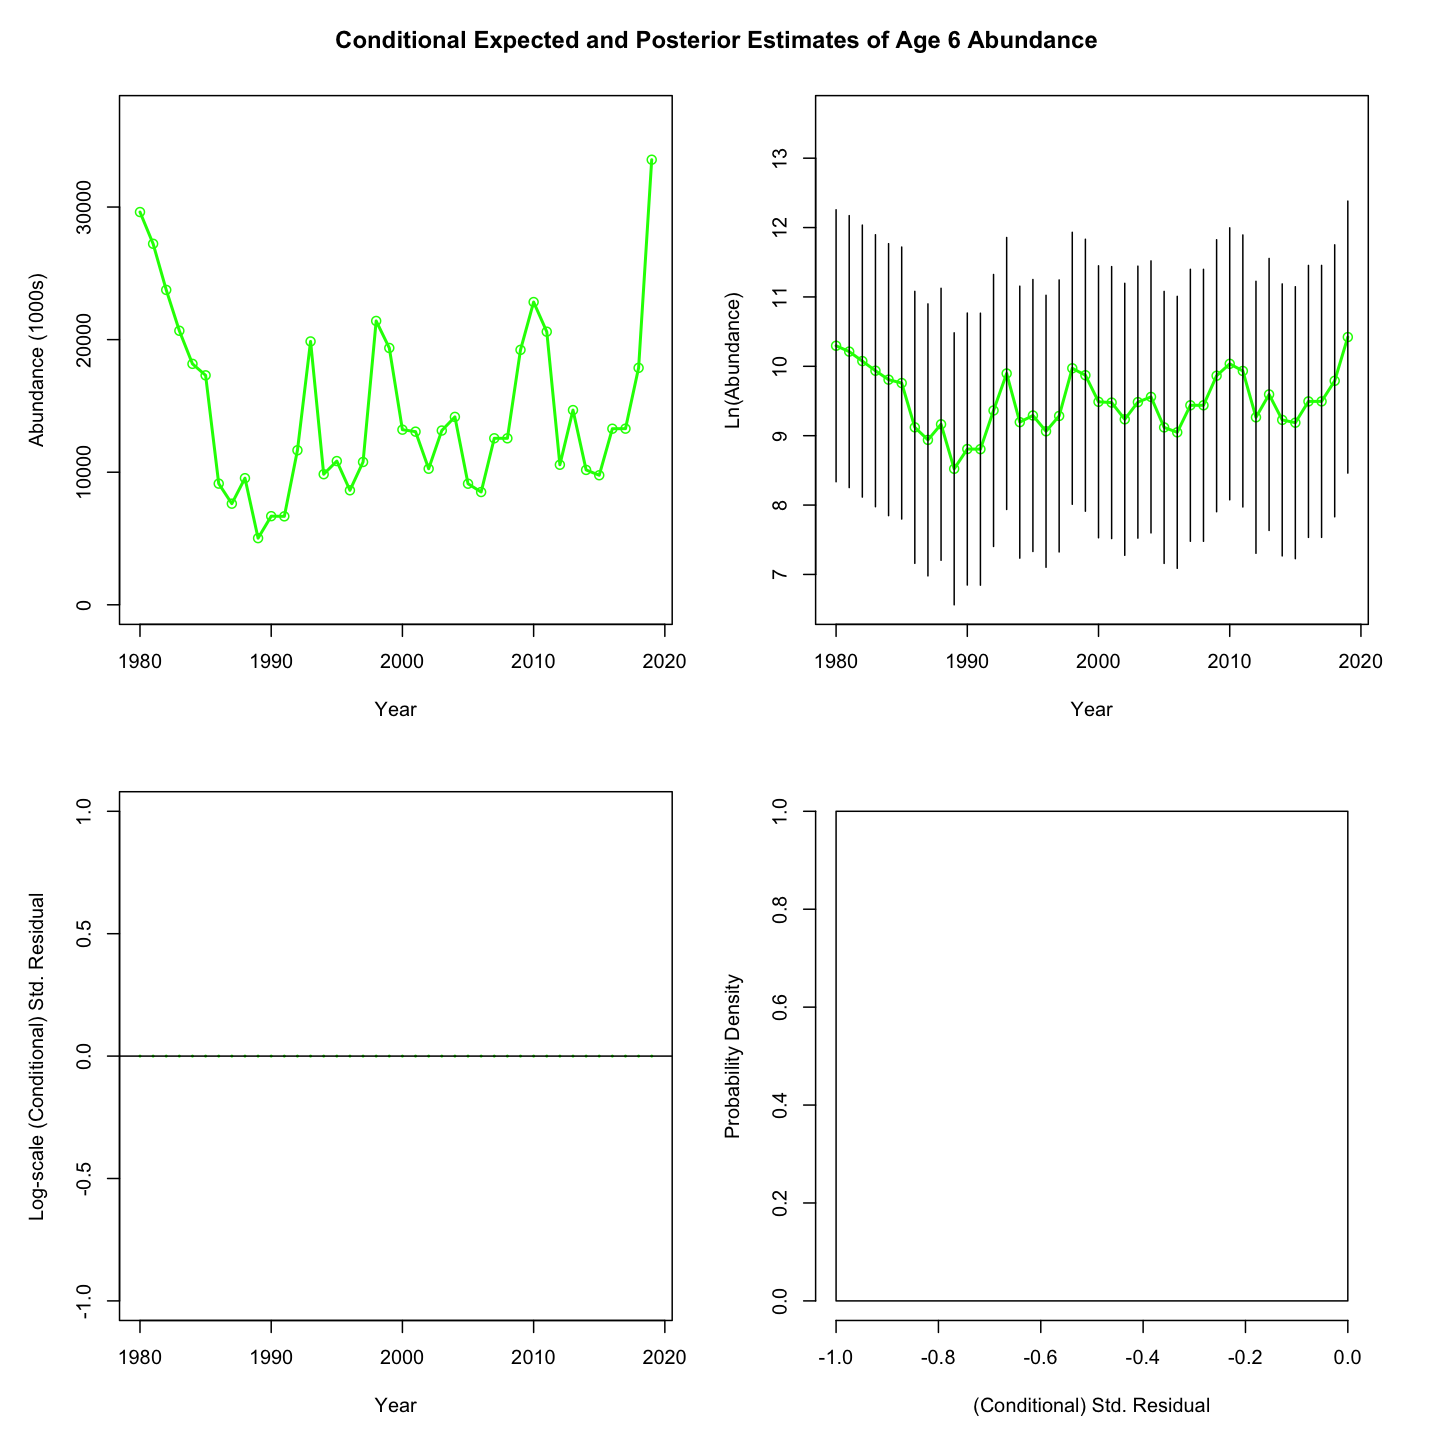 Conditional Expected and Posterior Estimates of Age 6 Abundance
Abundance (1000s)
30000
20000
10000
0
1980 1990 2000 2010 2020
Year
Ln(Abundance)
13
12
11
10
9
8
7
1980 1990 2000 2010 2020
Year
Log-scale (Conditional) Std. Residual
1.0
0.5
0.0
-0.5
-1.0
1980 1990 2000 2010 2020
Year
Probability Density
1.0
0.8
0.6
0.4
0.2
0.0
-1.0 -0.8 -0.6 -0.4 -0.2 0.0
(Conditional) Std. Residual